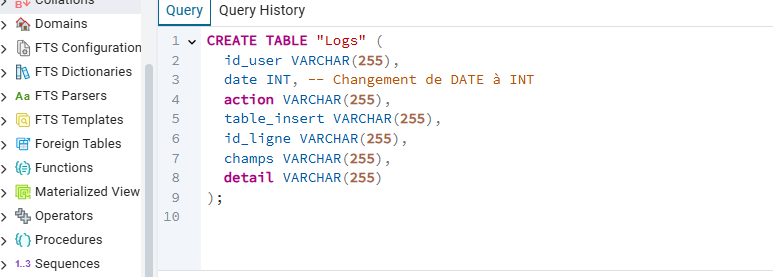 Collations
Domains
FTS Configuration
FTS Dictionaries
FTS Parsers
FTS Templates
Foreign Tables
Functions
Materialized View
Operators
Procedures
1..3 Sequences
Query
Query History
1 CREATE TABLE "Logs" (
2 id_user VARCHAR(255),
3 date INT, -- Changement de DATE à INT
4 action VARCHAR(255),
5 table_insert VARCHAR(255),
6 id_ligne VARCHAR(255),
7 champs VARCHAR(255),
8 detail VARCHAR(255)
9 );
10